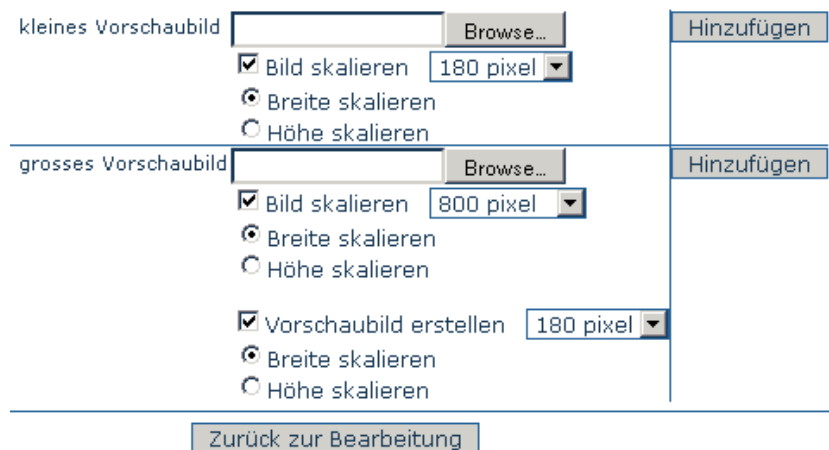 kleines Vorschaubild Browse... Hinzufügen
Bild skalieren 180 pixel
Breite skalieren
Höhe skalieren
grosses Vorschaubild Browse... Hinzufügen
Bild skalieren 800 pixel
Breite skalieren
Höhe skalieren
Vorschaubild erstellen 180 pixel
Breite skalieren
Höhe skalieren
Zurück zur Bearbeitung